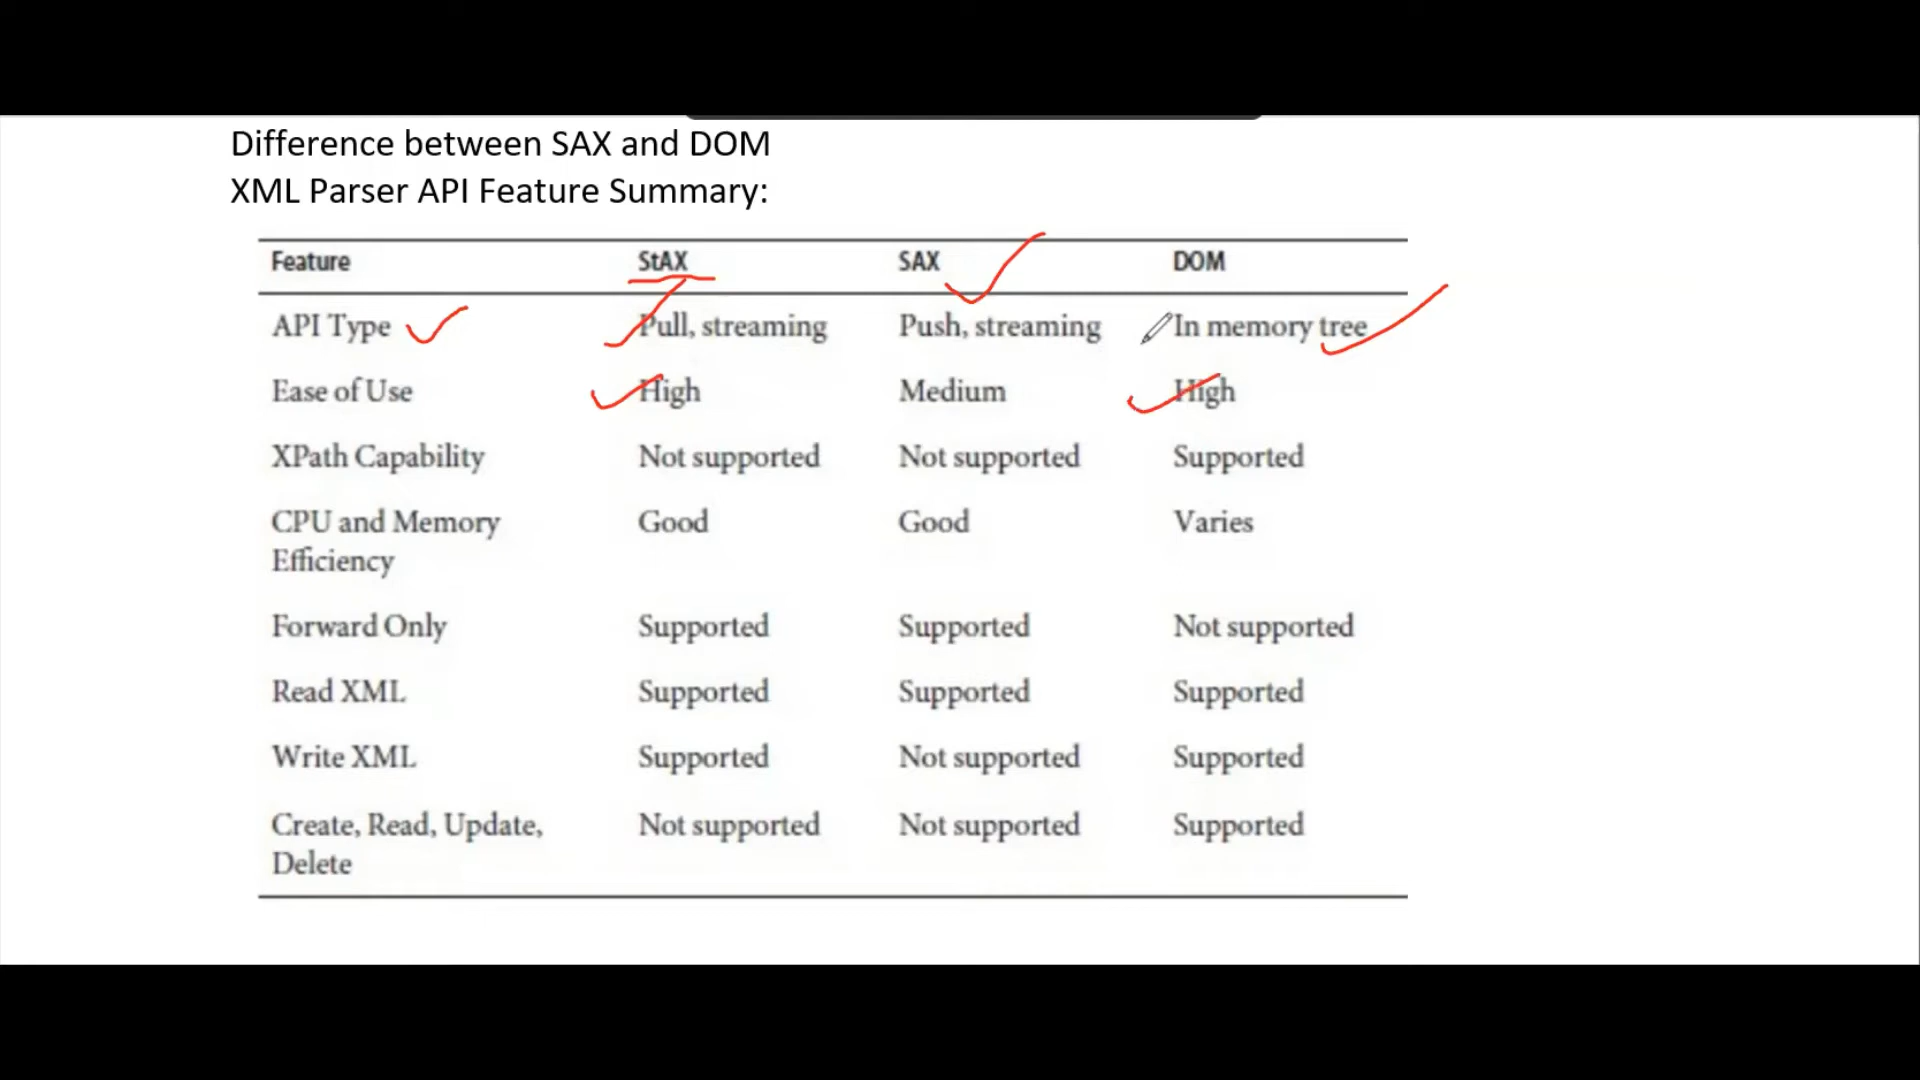 Difference between SAX and DOM
XML Parser API Feature Summary:
Feature StAX SAX DOM
API Type Pull, streaming Push, streaming In memory tree
Ease of Use High Medium High
XPath Capability Not supported Not supported Supported
CPU and Memory Good Good Varies
Efficiency
Forward Only Supported Supported Not supported
Read XML Supported Supported Supported
Write XML Supported Not supported Supported
Create, Read, Update, Not supported Not supported Supported
Delete